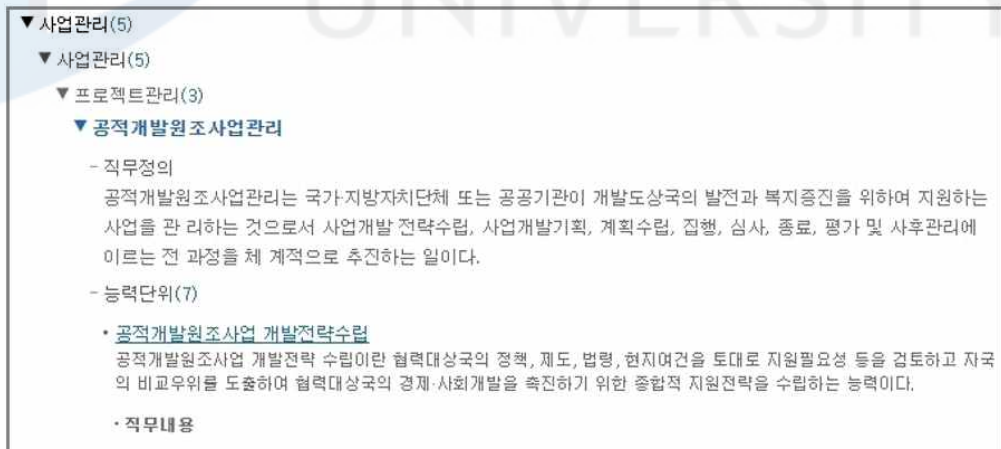 UNIVERSITY
▼ 사업관리(5)
▼ 사업관리(5)
▼ 프로젝트관리(3)
▼ 공적개발원조사업관리
- 직무정의
공적개발원조사업관리는 국가·지방자치단체 또는 공공기관이 개발도상국의 발전과 복지증진을 위하여 지원하는
사업을 관 리하는 것으로서 사업개발 전략수립, 사업개발기획, 계획수립, 집행, 심사, 종료, 평가 및 사후관리에
이르는 전 과정을 체 계적으로 추진하는 일이다.
- 능력단위(7)
• 공적개발원조사업 개발전략수립
공적개발원조사업 개발전략 수립이란 협력대상국의 정책, 제도, 법령, 현지여건을 토대로 지원필요성 등을 검토하고 자국
의 비교우위를 도출하여 협력대상국의 경제·사회개발을 촉진하기 위한 종합적 지원전략을 수립하는 능력이다.
· 직무내용